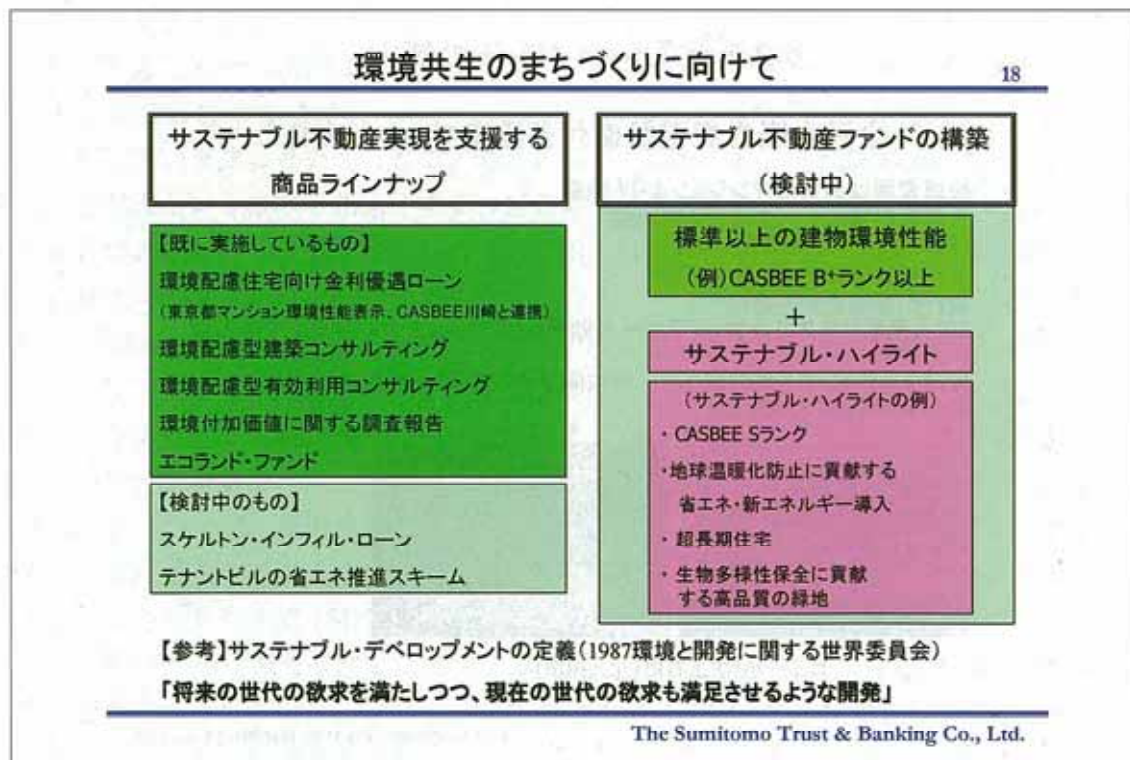 環境共生のまちづくりに向けて
18
サステナブル不動産実現を支援する
商品ラインナップ
【既に実施しているもの】
環境配慮住宅向け金利優遇ローン
(東京都マンション環境性能表示、CASBEE川崎と連携)
環境配慮型建築コンサルティング
環境配慮型有効利用コンサルティング
環境付加価値に関する調査報告
エコランド・ファンド
【検討中のもの】
スケルトン・インフィル・ローン
テナントビルの省エネ推進スキーム
サステナブル不動産ファンドの構築
(検討中)
標準以上の建物環境性能
(例)CASBEE B⁺ランク以上
+
サステナブル・ハイライト
(サステナブル・ハイライトの例)
・CASBEE Sランク
・地球温暖化防止に貢献する
省エネ・新エネルギー導入
・超長期住宅
・生物多様性保全に貢献
する高品質の緑地
【参考】サステナブル・デベロップメントの定義(1987環境と開発に関する世界委員会)
「将来の世代の欲求を満たしつつ、現在の世代の欲求も満足させるような開発」
The Sumitomo Trust & Banking Co., Ltd.